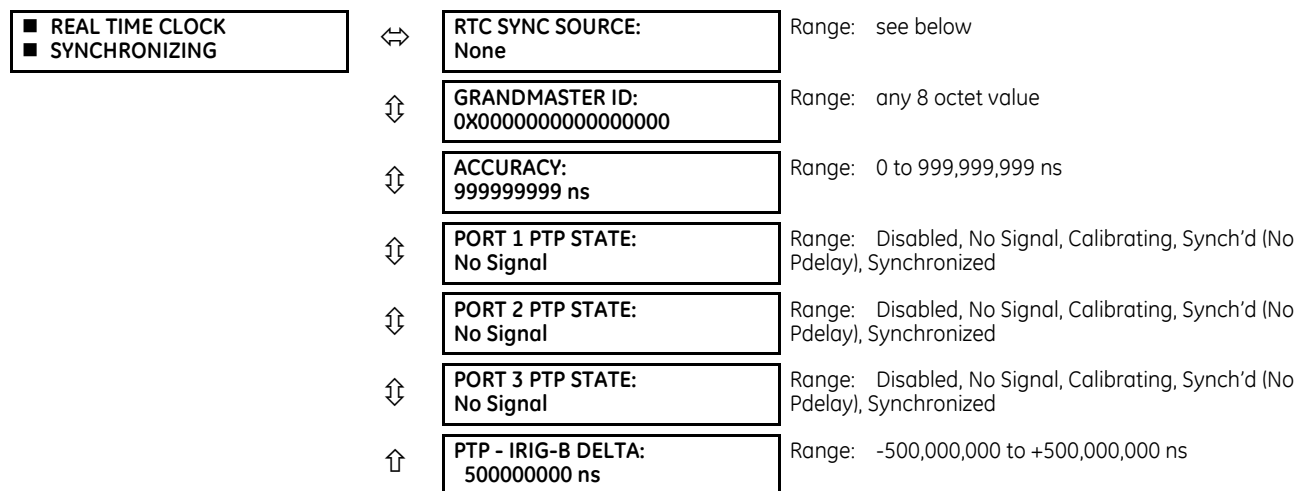 ■ REAL TIME CLOCK
■ SYNCHRONIZING
RTC SYNC SOURCE:
None
Range: see below
GRANDMASTER ID:
0X0000000000000000
Range: any 8 octet value
ACCURACY:
999999999 ns
Range: 0 to 999,999,999 ns
PORT 1 PTP STATE:
No Signal
Range: Disabled, No Signal, Calibrating, Synch’d (No
Pdelay), Synchronized
PORT 2 PTP STATE:
No Signal
Range: Disabled, No Signal, Calibrating, Synch’d (No
Pdelay), Synchronized
PORT 3 PTP STATE:
No Signal
Range: Disabled, No Signal, Calibrating, Synch’d (No
Pdelay), Synchronized
PTP - IRIG-B DELTA:
500000000 ns
Range: -500,000,000 to +500,000,000 ns